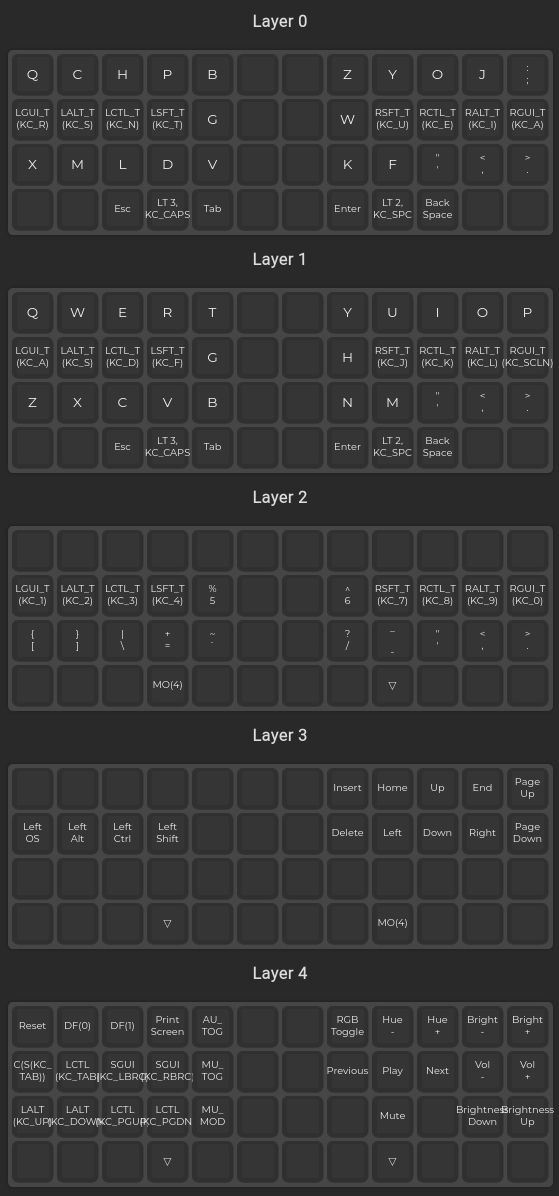 Layer 0
Q C H P B Z Y O J :
;
LGUI_T LALT_T LCTL_T LSFT_T G W RSFT_T RCTL_T RALT_T RGUI_T
(KC_R) (KC_S) (KC_N) (KC_T) (KC_U) (KC_E) (KC_I) (KC_A)
X M L D V K F " < >
' , .
Esc LT 3, Tab Enter LT 2, Back
KC_CAPS KC_SPC Space
Layer 1
Q W E R T Y U I O P
LGUI_T LALT_T LCTL_T LSFT_T G H RSFT_T RCTL_T RALT_T RGUI_T
(KC_A) (KC_S) (KC_D) (KC_F) (KC_J) (KC_K) (KC_L) (KC_SCLN)
Z X C V B N M " < >
' , .
Esc LT 3, Tab Enter LT 2, Back
KC_CAPS KC_SPC Space
Layer 2
LGUI_T LALT_T LCTL_T LSFT_T % ^ RSFT_T RCTL_T RALT_T RGUI_T
(KC_1) (KC_2) (KC_3) (KC_4) 5 6 (KC_7) (KC_8) (KC_9) (KC_0)
{ } | + ~ ? _ " < >
[ ] \ = ` / - ' , .
MO(4) ▽
Layer 3
Insert Home Up End Page
Up
Left Left Left Left Delete Left Down Right Page
OS Alt Ctrl Shift Down
▽ MO(4)
Layer 4
Reset DF(0) DF(1) Print AU_ RGB Hue Hue Bright Bright
Screen TOG Toggle - + - +
C(S(KC_ LCTL SGUI SGUI MU_ Previous Play Next Vol Vol
TAB)) (KC_TAB) (KC_LBRC) (KC_RBRC) TOG - +
LALT LALT LCTL LCTL MU_ Mute Brightness Brightness
(KC_UP) (KC_DOWN) (KC_PGUP) (KC_PGDN) MOD Down Up
▽ ▽